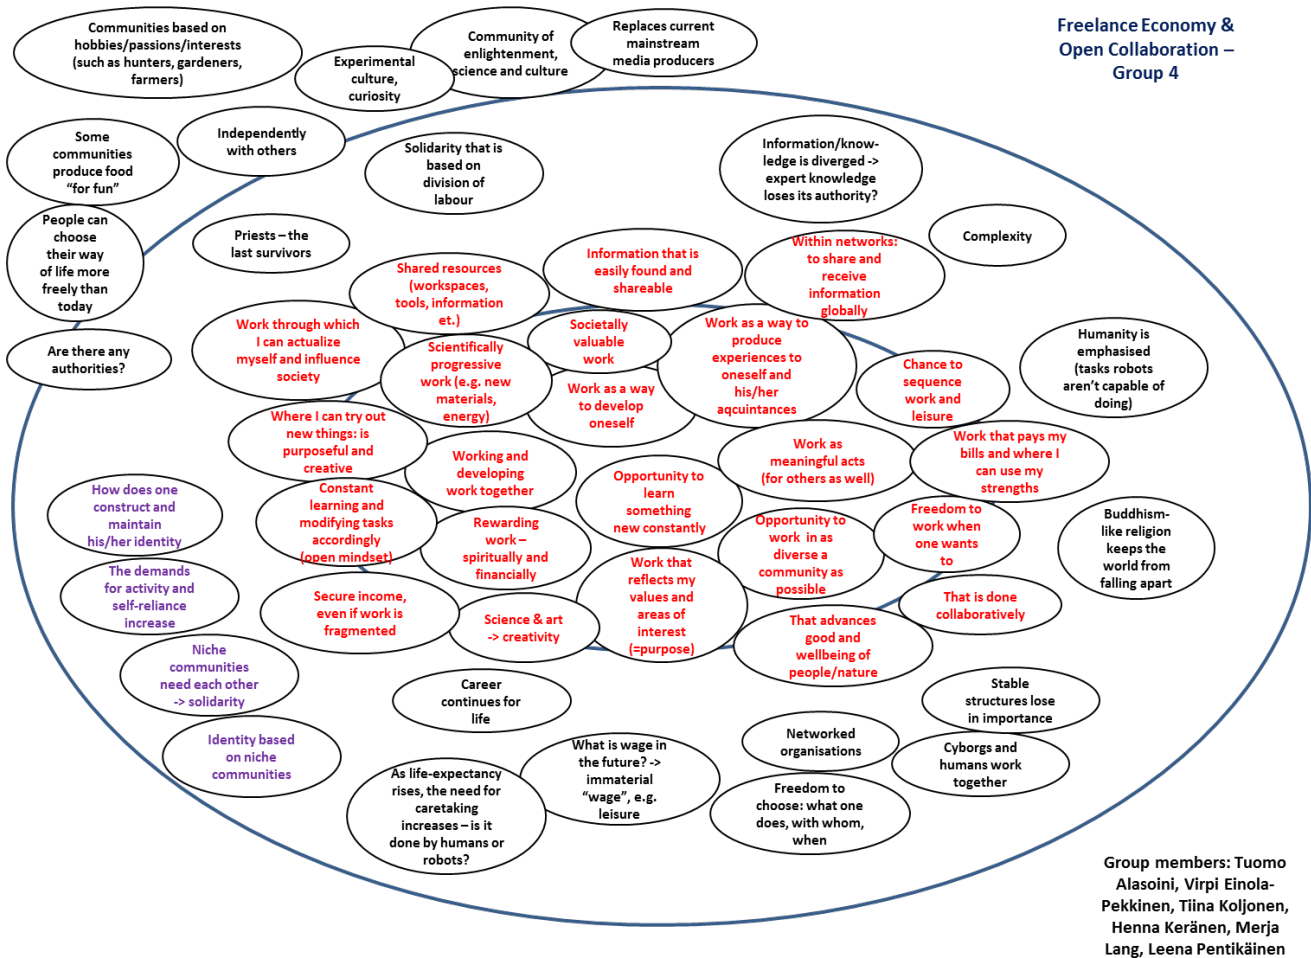 Freelance Economy &
Open Collaboration –
Group 4
Communities based on
hobbies/passions/interests
(such as hunters, gardeners,
farmers)
Experimental
culture,
curiosity
Community of
enlightenment,
science and culture
Replaces current
mainstream
media producers
Some
communities
produce food
“for fun”
Independently
with others
Solidarity that is
based on
division of
labour
Information/know-
ledge is diverged ->
expert knowledge
loses its authority?
People can
choose
their way
of life more
freely than
today
Priests – the
last survivors
Complexity
Shared resources
(workspaces,
tools, information
et.)
Information that is
easily found and
shareable
Within networks:
to share and
receive
information
globally
Are there any
authorities?
Work through which
I can actualize
myself and influence
society
Scientifically
progressive
work (e.g. new
materials,
energy)
Societally
valuable
work
Work as a way
to develop
oneself
Work as a way to
produce
experiences to
oneself and
his/her
aqcuintances
Chance to
sequence
work and
leisure
Humanity is
emphasised
(tasks robots
aren’t capable of
doing)
Where I can try out
new things: is
purposeful and
creative
Working and
developing
work together
Opportunity to
learn
something
new constantly
Work as
meaningful acts
(for others as well)
Work that pays my
bills and where I
can use my
strengths
How does one
construct and
maintain
his/her identity
Constant
learning and
modifying tasks
accordingly
(open mindset)
Rewarding
work –
spiritually and
financially
Opportunity to
work in as
diverse a
community as
possible
Freedom to
work when
one wants
to
Buddhism-
like religion
keeps the
world from
falling apart
The demands
for activity and
self-reliance
increase
Secure income,
even if work is
fragmented
Science & art
-> creativity
Work that
reflects my
values and
areas of
interest
(=purpose)
That advances
good and
wellbeing of
people/nature
That is done
collaboratively
Niche
communities
need each other
-> solidarity
Career
continues for
life
Stable
structures lose
in importance
Identity based
on niche
communities
As life-expectancy
rises, the need for
caretaking
increases – is it
done by humans or
robots?
What is wage in
the future? ->
immaterial
“wage”, e.g.
leisure
Networked
organisations
Cyborgs and
humans work
together
Freedom to
choose: what one
does, with whom,
when
Group members: Tuomo
Alasoini, Virpi Einola-
Pekkinen, Tiina Koljonen,
Henna Keränen, Merja
Lang, Leena Pentikäinen